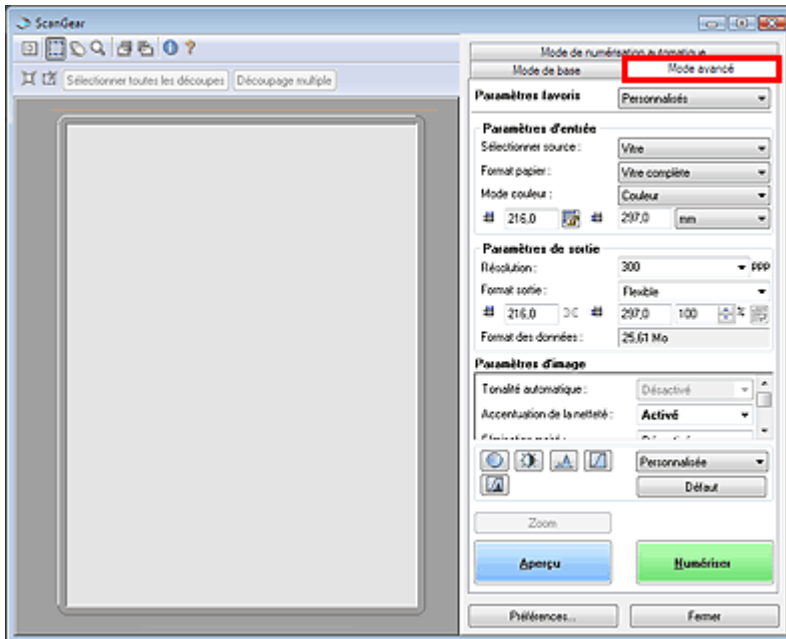 ScanGear
Sélectionner toutes les découpes Découpage multiple
Mode de numérisation automatique
Mode de base Mode avancé
Paramètres favoris Personnalisés
Paramètres d'entrée
Sélectionner source : Vitre
Format papier : Vitre complète
Mode couleur : Couleur
216,0 297,0 mm
Paramètres de sortie
Résolution : 300 PPP
Format sortie : Flexible
216,0 297,0 100 %
Format des données : 25,61 Mo
Paramètres d'image
Tonalité automatique : Désactivé
Accentuation de la netteté : Activé
Personnalisée
Défaut
Zoom
Aperçu Numériser
Préférences... Fermer